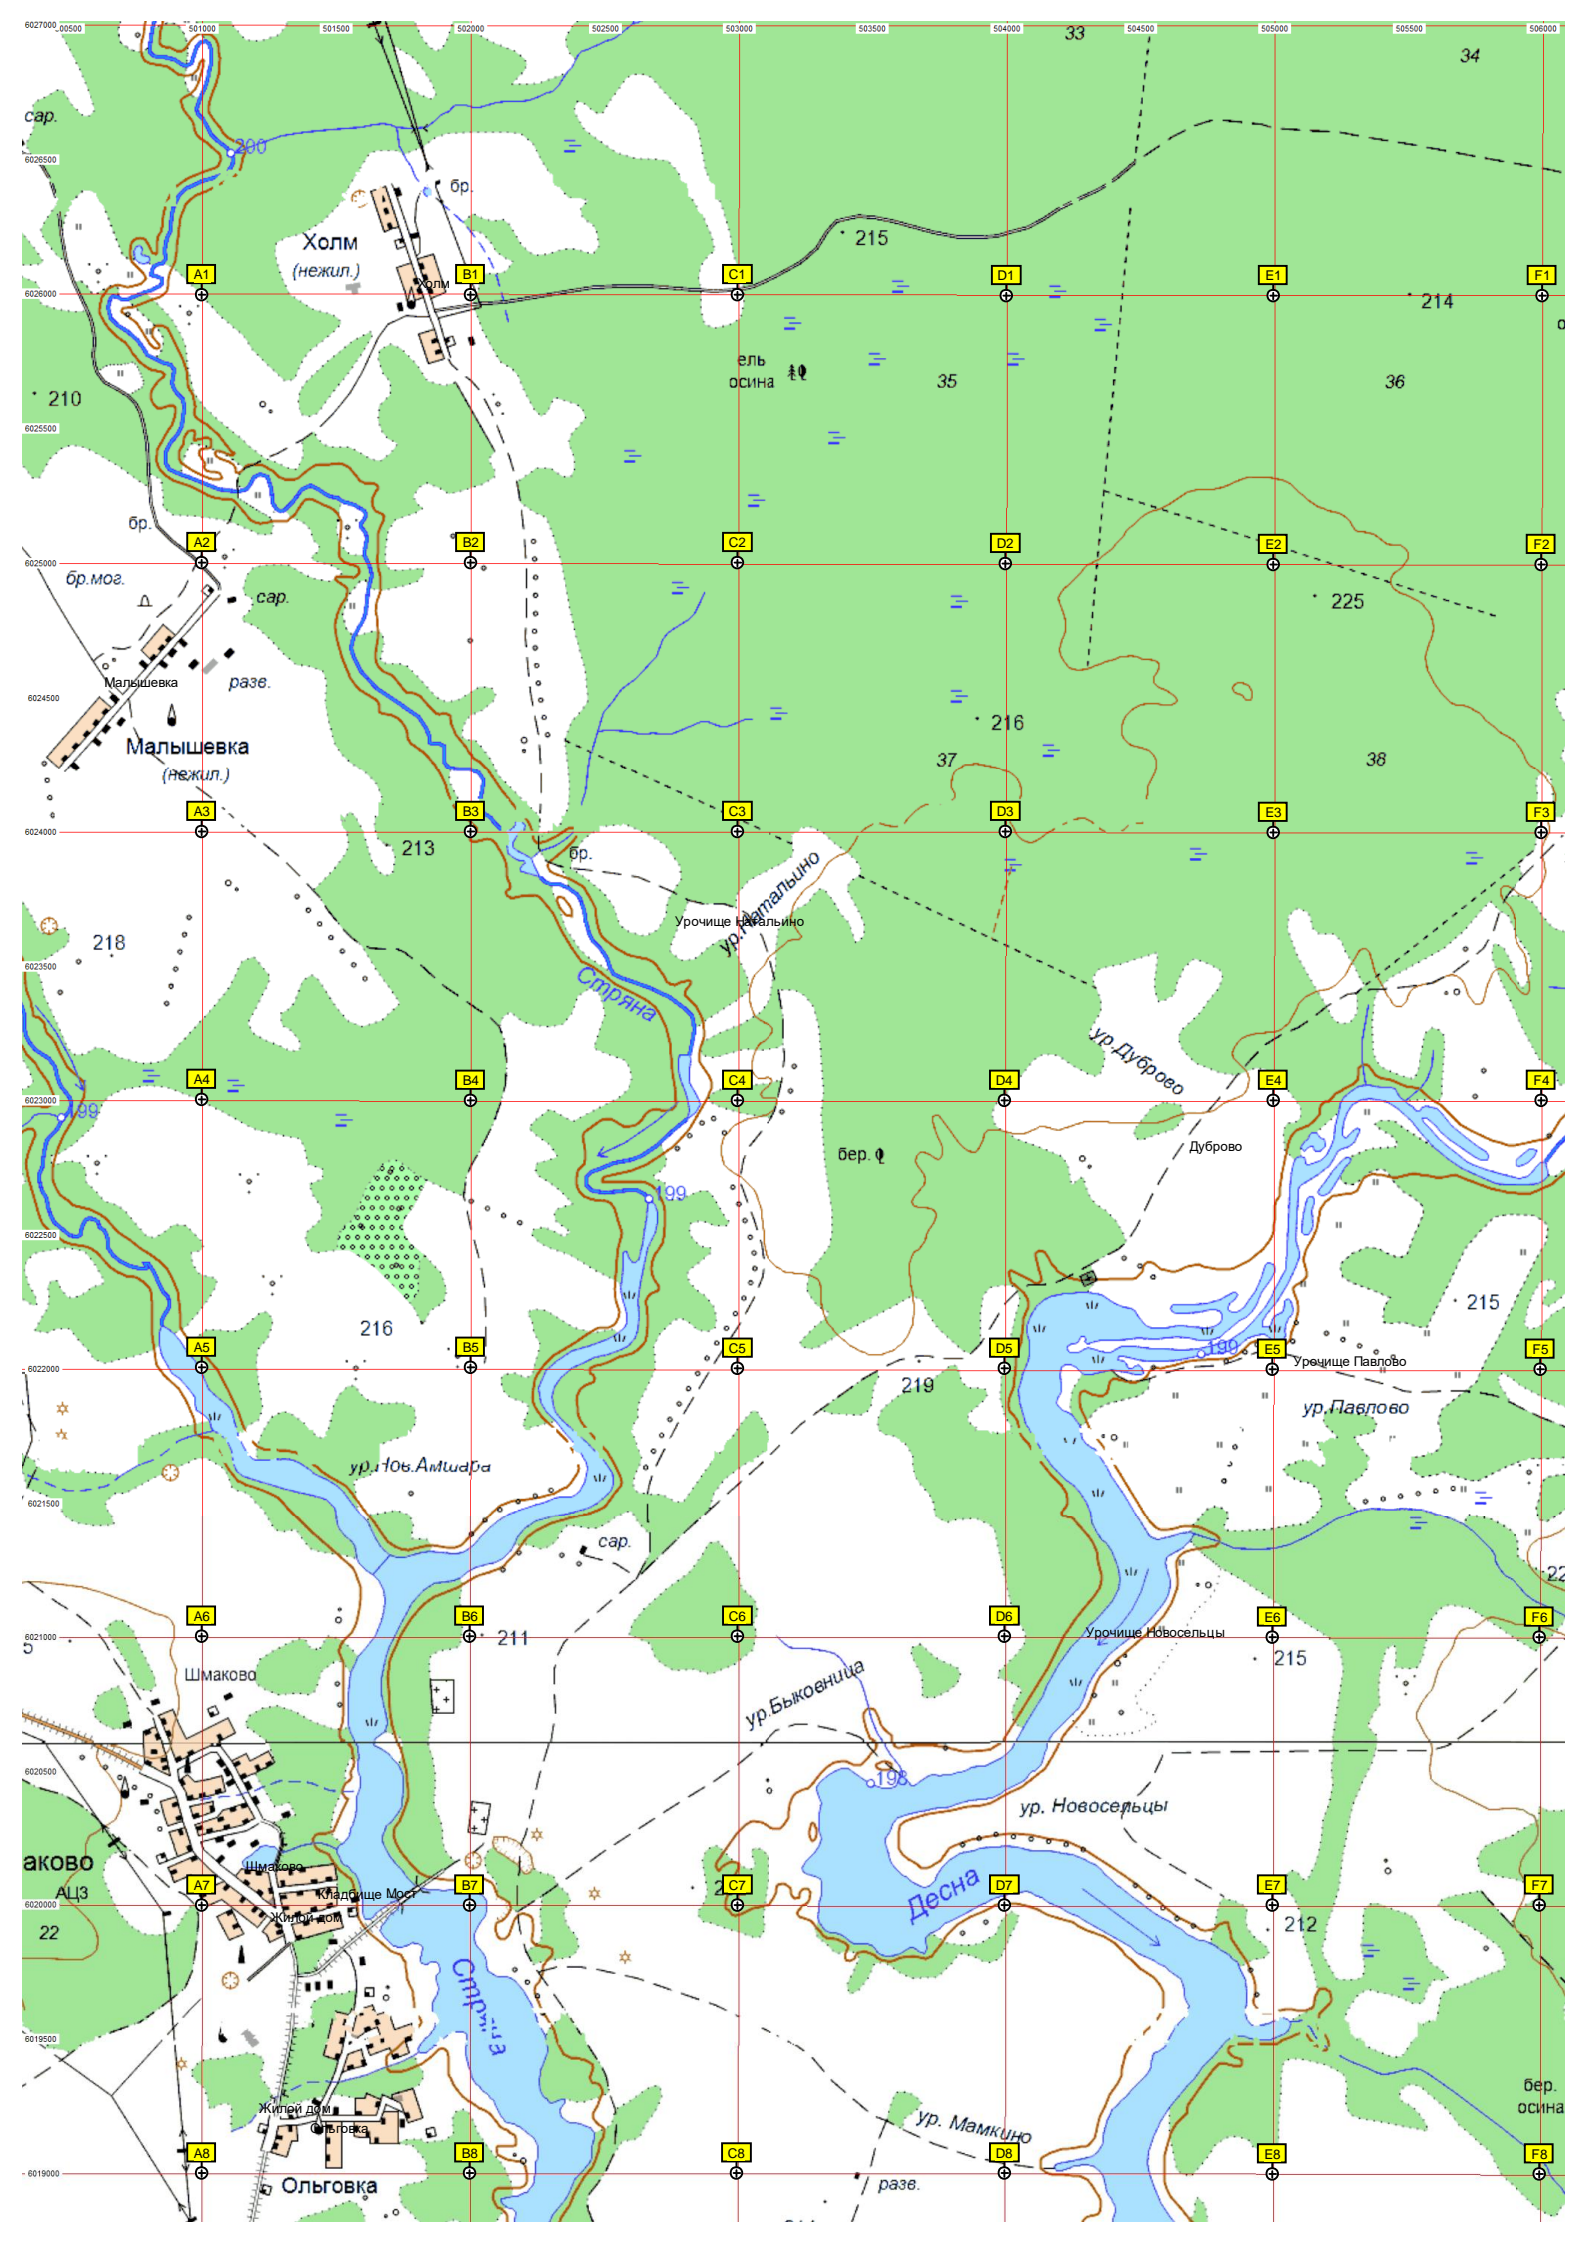 6027000
500500 501000 501500 502000 502500 503000 503500 504000 504500 505000 505500 506000
33
34
сар.
200
6026500
бр.
Холм
(нежил.)
215
A1 B1 C1 D1 E1 F1
Холм
6026000
214
ель
осина
35
36
210
6025500
бр.
A2 B2 C2 D2 E2 F2
6025000
бр.мог.
сар.
225
Малышевка
разв.
6024500
216
Малышевка
(нежил.)
37
38
A3 B3 C3 D3 E3 F3
6024000
213
бр.
ур.Натальино
Урочище Натальино
218
6023500
Стряна
ур.Дуброво
A4 B4 C4 D4 E4 F4
6023000
199
Дуброво
бер.
199
6022500
215
216
A5 B5 C5 D5 E5 F5
199
6022000
Урочище Павлово
219
ур.Павлово
ур.Нов.Амшара
6021500
сар.
22
A6 B6 C6 D6 E6 F6
6021000
211
Урочище Новосельцы
5
215
Шмаково
ур.Быковница
6020500
198
ур. Новосельцы
аково
Шмаково
АЦЗ
A7 B7 C7 D7 E7 F7
Кладбище Мост
Десна
6020000
Жилой дом
212
22
Стряна
6019500
бер.
осина
Жилой дом
Ольговка
ур. Мамкино
A8 B8 C8 D8 E8 F8
6019000
Ольговка
разв.